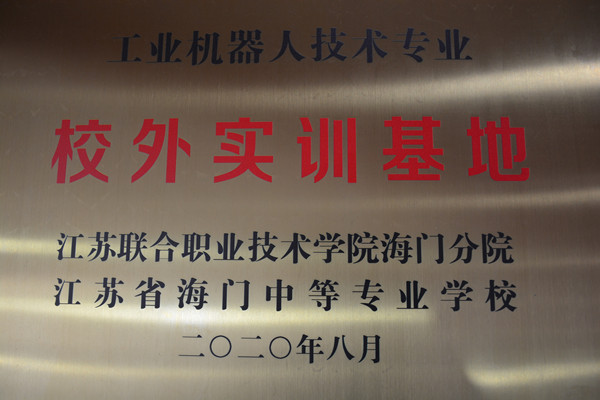 工业机器人技术专业
校外实训基地
江苏联合职业技术学院海门分院
江苏省海门中等专业学校
二〇二〇年八月